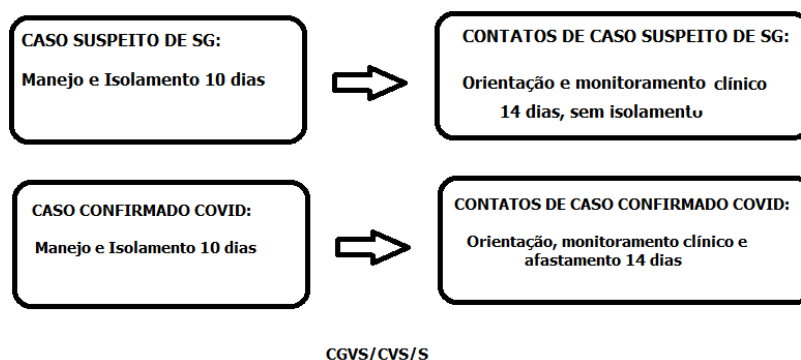 CASO SUSPEITO DE SG:
Manejo e Isolamento 10 dias
CONTATOS DE CASO SUSPEITO DE SG:
Orientação e monitoramento clínico
14 dias, sem isolamento
CASO CONFIRMADO COVID:
Manejo e Isolamento 10 dias
CONTATOS DE CASO CONFIRMADO COVID:
Orientação, monitoramento clínico e
afastamento 14 dias
CGVS/CVS/S